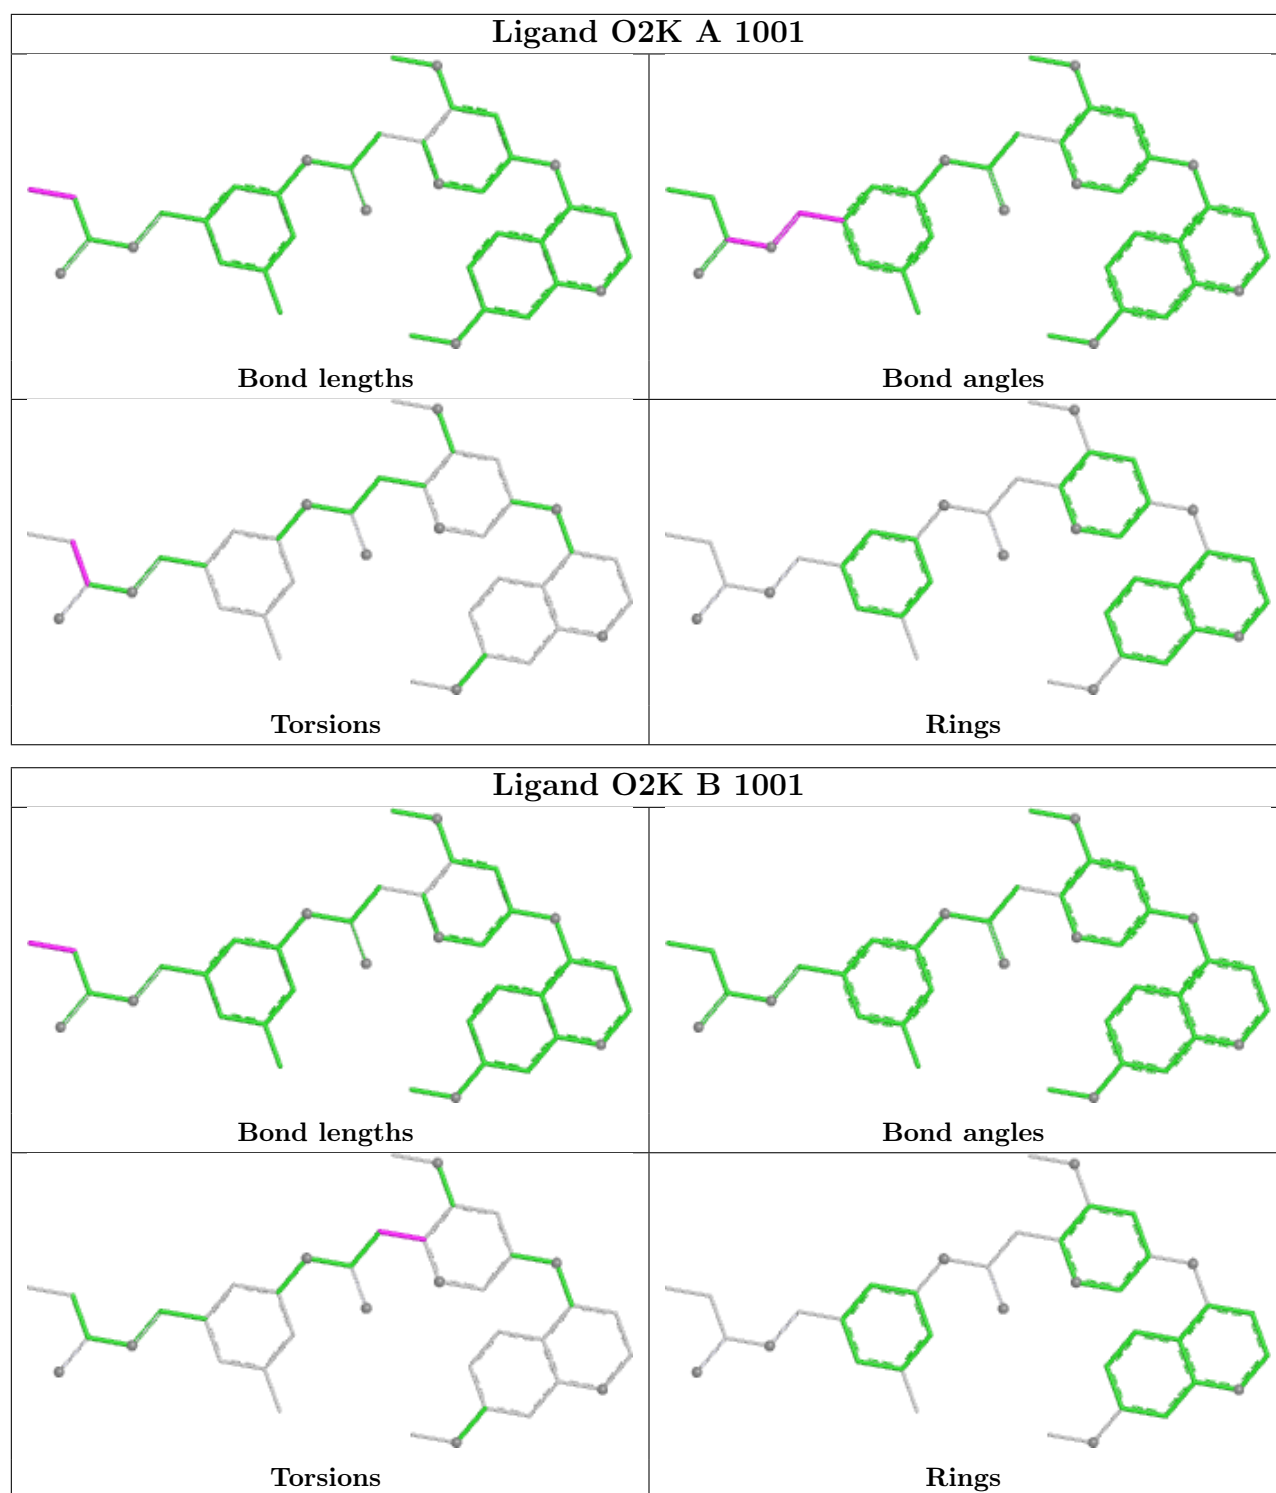 Ligand O2K A 1001
Bond lengths
Bond angles
Torsions
Rings
Ligand O2K B 1001
Bond lengths
Bond angles
Torsions
Rings